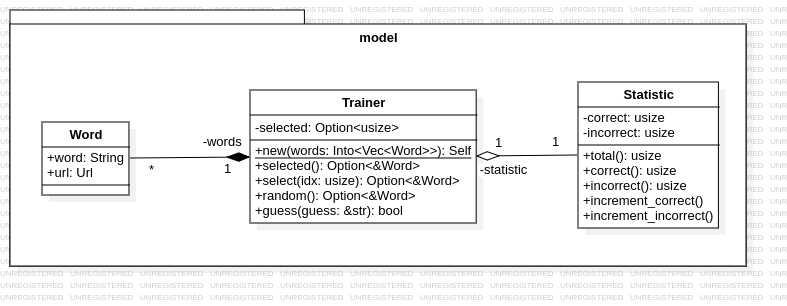 model
Word
+word: String
+url: Url
-words
*
1
Trainer
-selected: Option<usize>
+new(words: Into<Vec<Word>>): Self
+selected(): Option<&Word>
+select(idx: usize): Option<&Word>
+random(): Option<&Word>
+guess(guess: &str): bool
1
1
-statistic
Statistic
-correct: usize
-incorrect: usize
+total(): usize
+correct(): usize
+incorrect(): usize
+increment_correct()
+increment_incorrect()
UNREGISTERED UNREGISTERED UNREGISTERED UNREGISTERED UNREGISTERED UNREGISTERED UNREGISTERED UNREGISTERED UNREGISTERED UNREGISTERED UNREGISTERED